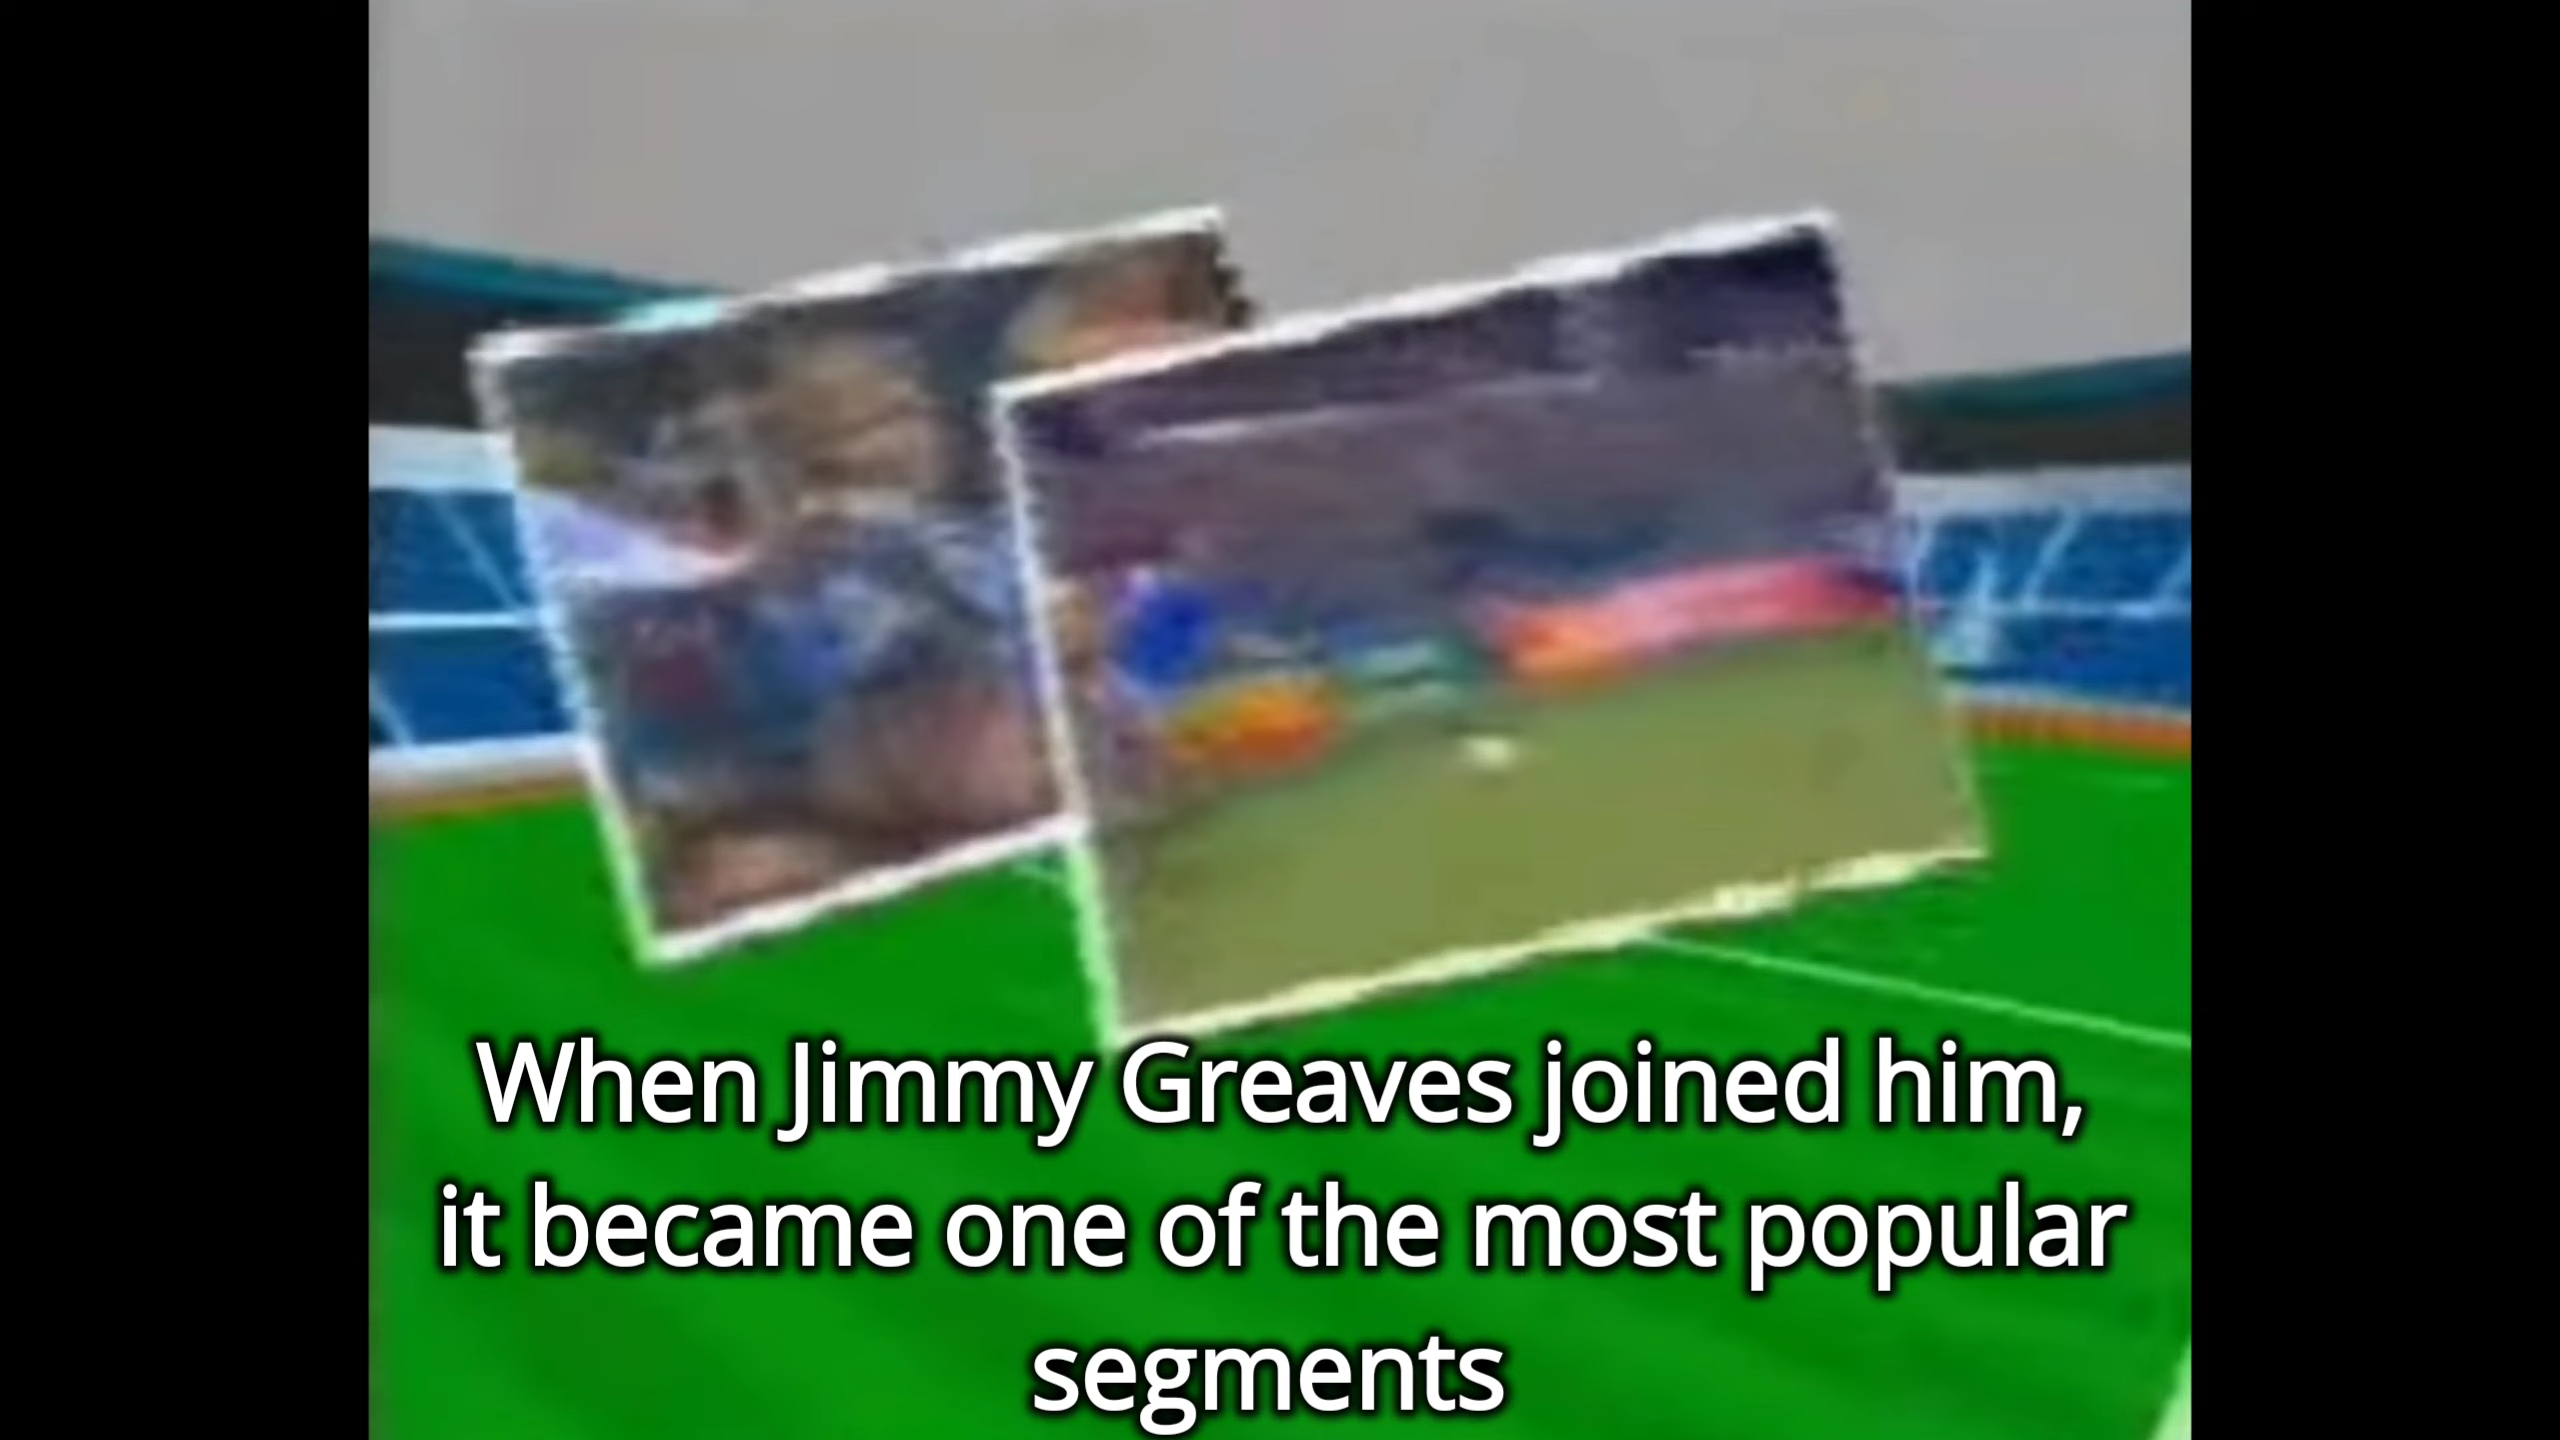 When Jimmy Greaves joined him,
it became one of the most popular
segments